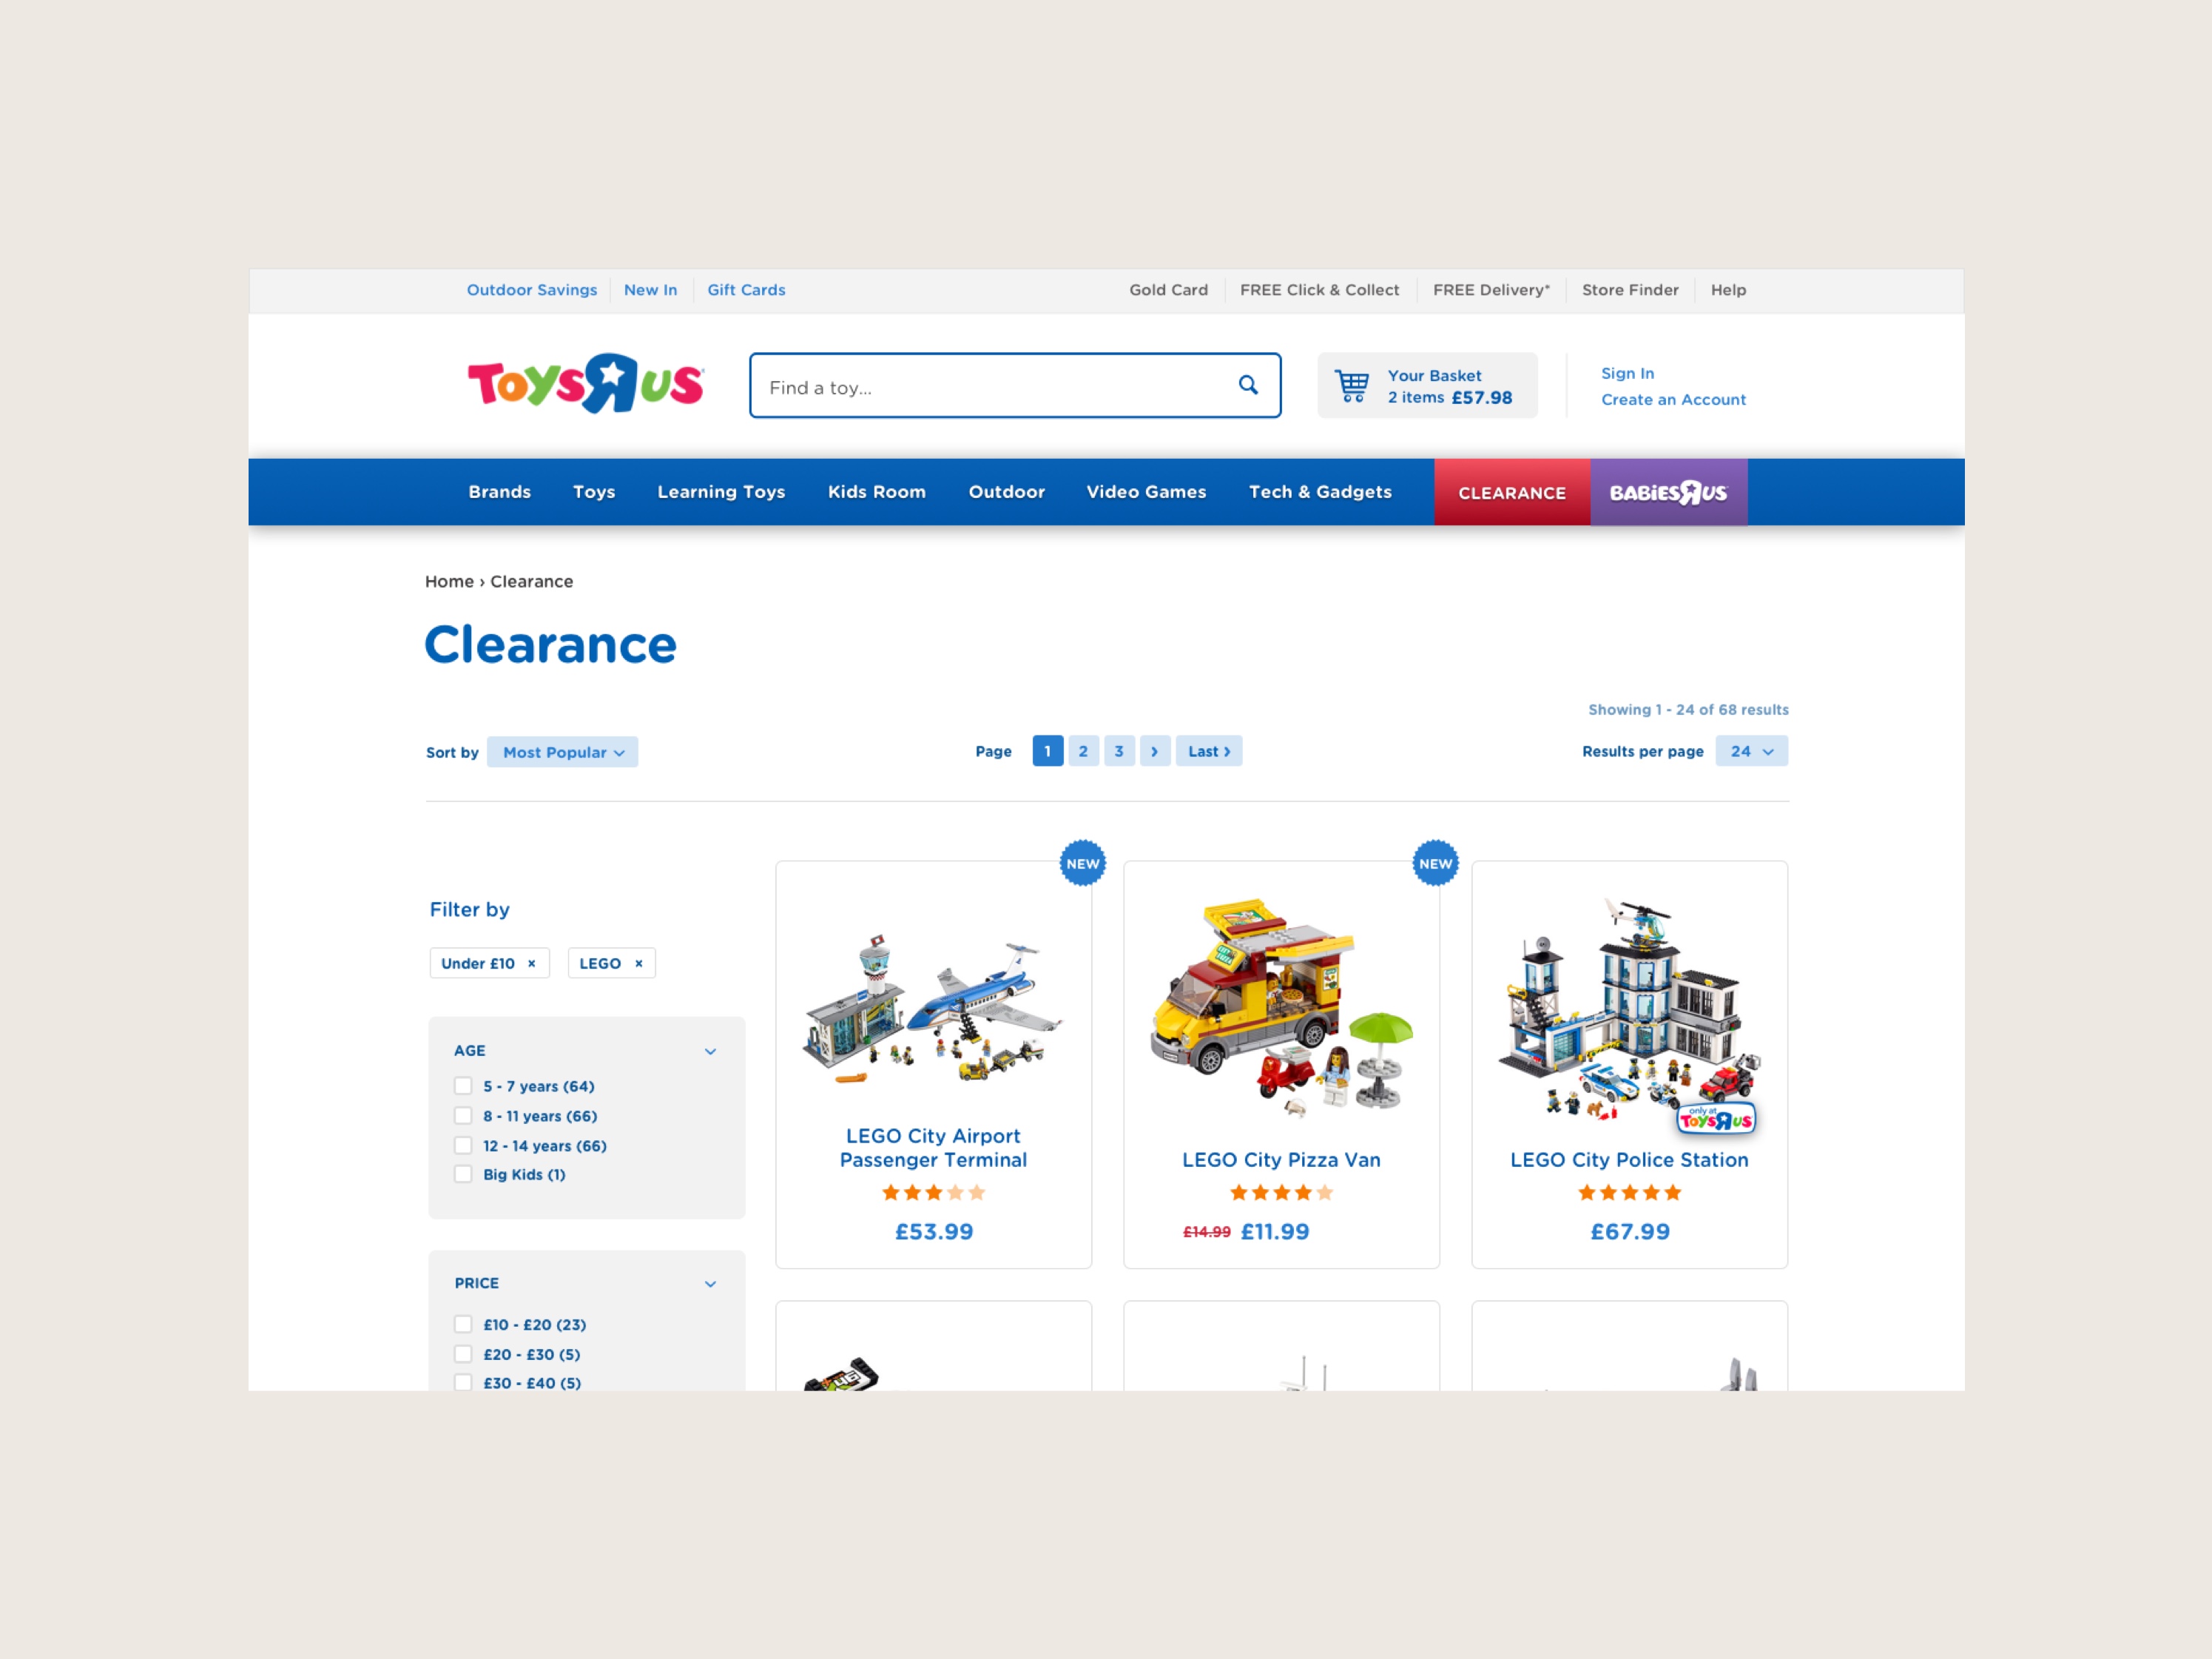 Outdoor Savings New In Gift Cards Gold Card FREE Click & Collect FREE Delivery* Store Finder Help
ToysRus
Find a toy...
Your Basket
2 items £57.98
Sign In
Create an Account
Brands Toys Learning Toys Kids Room Outdoor Video Games Tech & Gadgets CLEARANCE BABiESRUS
Home › Clearance
Clearance
Showing 1 - 24 of 68 results
Sort by Most Popular Page 1 2 3 › Last › Results per page 24
Filter by
Under £10 ×
LEGO ×
AGE
5 - 7 years (64)
8 - 11 years (66)
12 - 14 years (66)
Big Kids (1)
PRICE
£10 - £20 (23)
£20 - £30 (5)
£30 - £40 (5)
NEW
LEGO City Airport
Passenger Terminal
£53.99
NEW
LEGO City Pizza Van
£14.99 £11.99
only at
ToysRus
LEGO City Police Station
£67.99